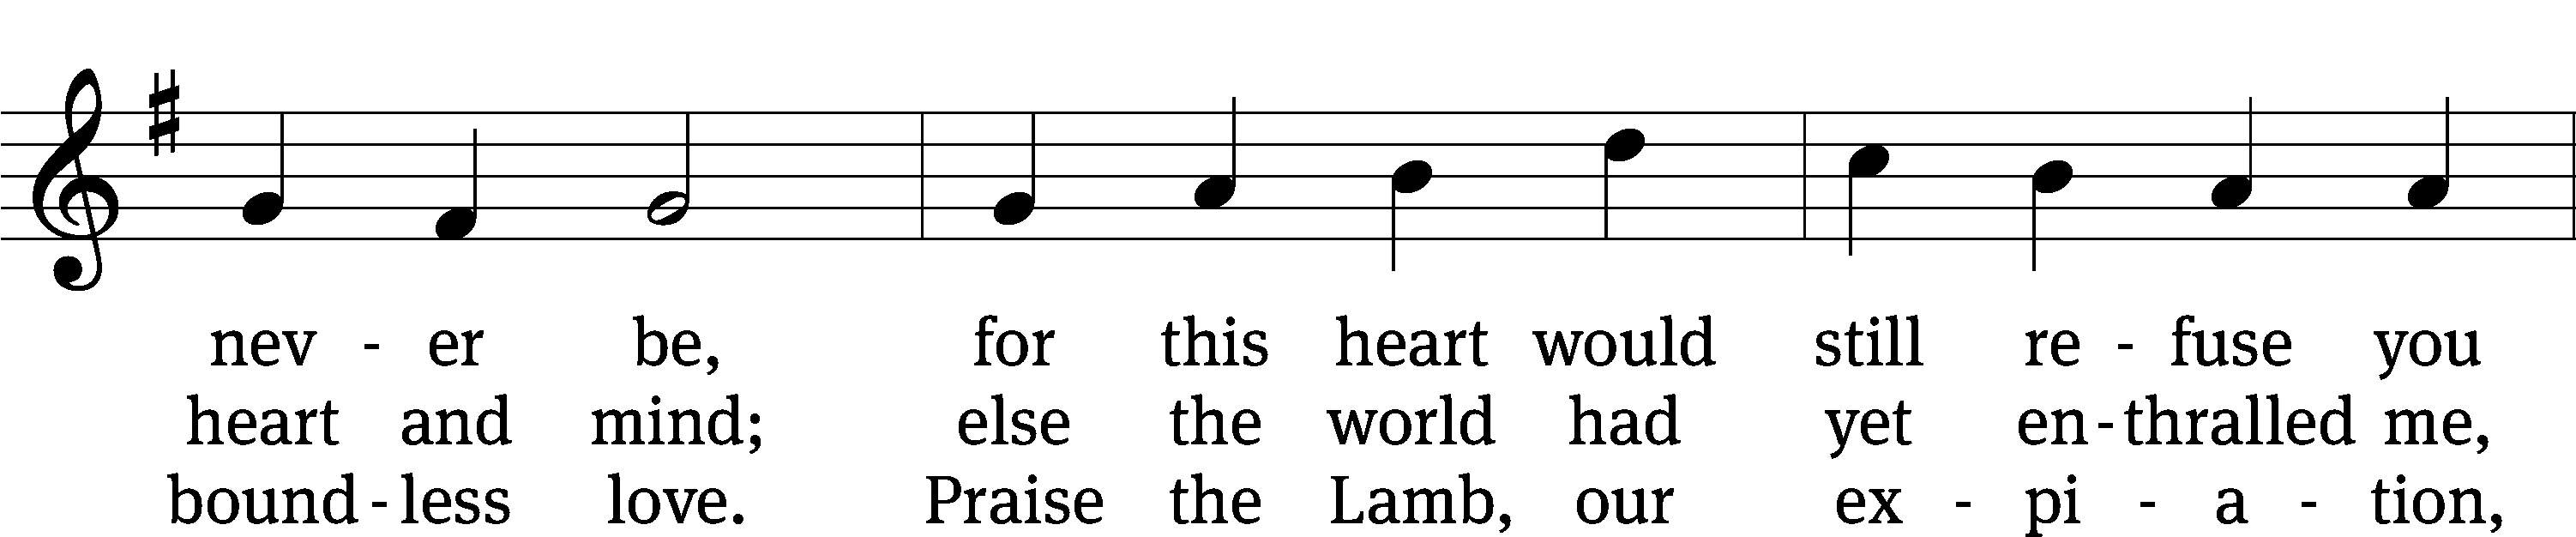 nev - er be, for this heart would still re - fuse you
heart and mind; else the world had yet en - thralled me,
bound - less love. Praise the Lamb, our ex - pi - a - tion,